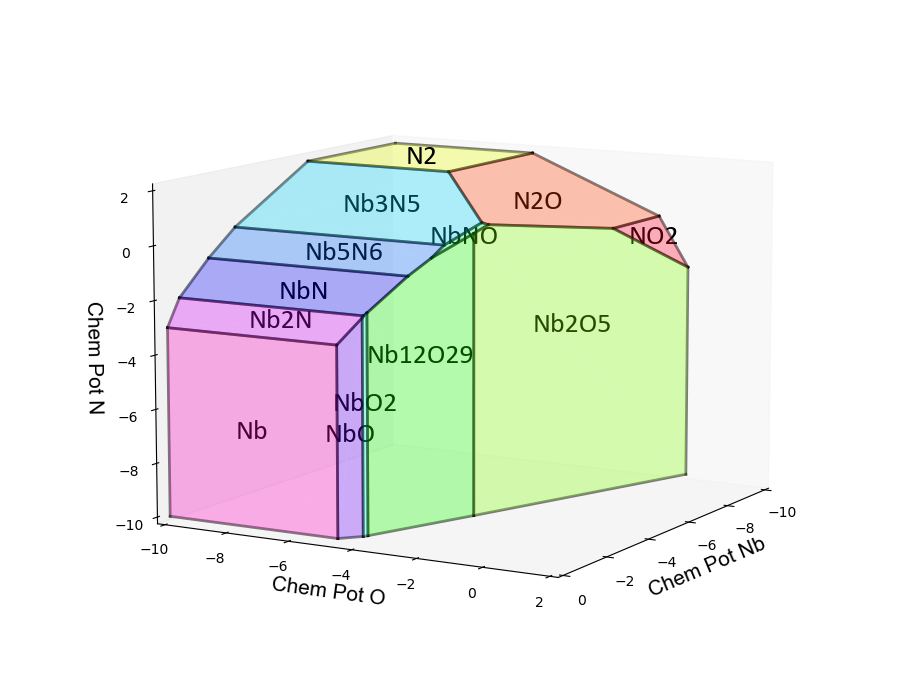 N2
Nb3N5
N2O
NbNO
NO2
Nb5N6
NbN
Nb2N
Nb2O5
Nb12O29
NbO2
NbO
Nb
Chem Pot N
2
0
−2
−4
−6
−8
−10
Chem Pot O
−10
−8
−6
−4
−2
0
2
Chem Pot Nb
0
−2
−4
−6
−8
−10